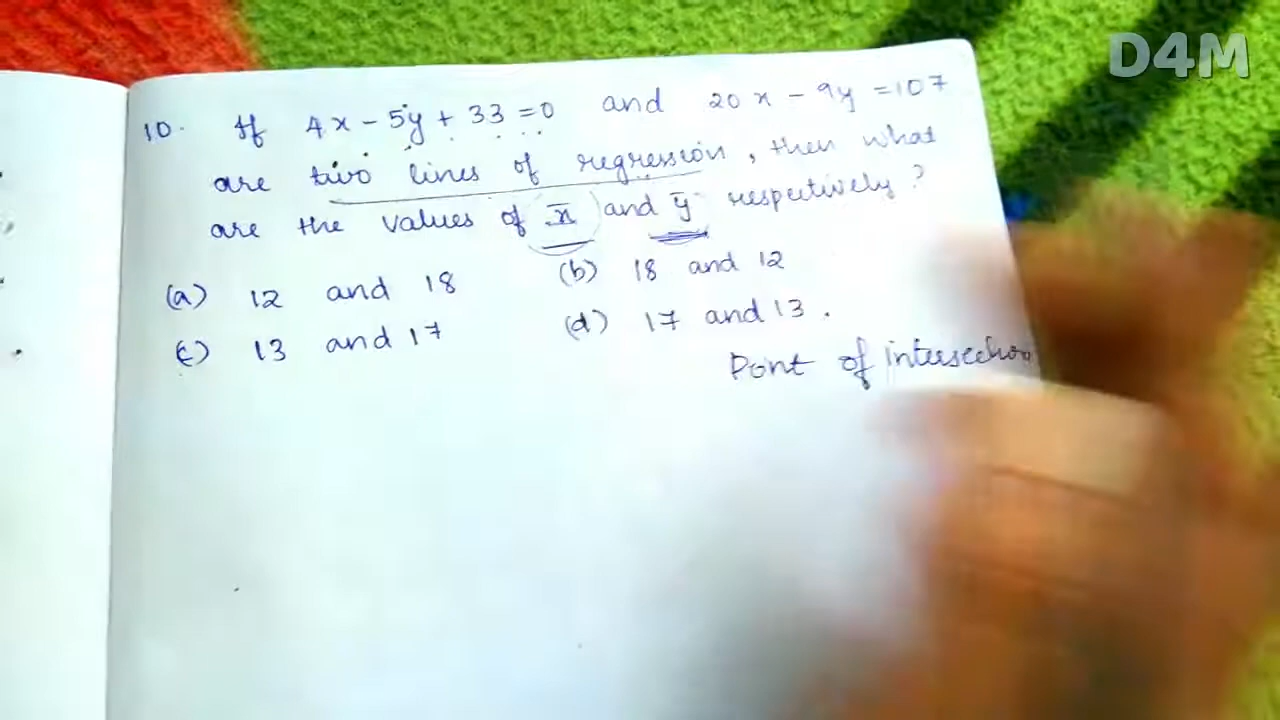 D4M
10. If 4x - 5y + 33 = 0 and 20x - 9y = 107
are two lines of regression, then what
are the values of x̄ and ȳ respectively?
(a) 12 and 18 (b) 18 and 12
(c) 13 and 17 (d) 17 and 13.
Point of intersection